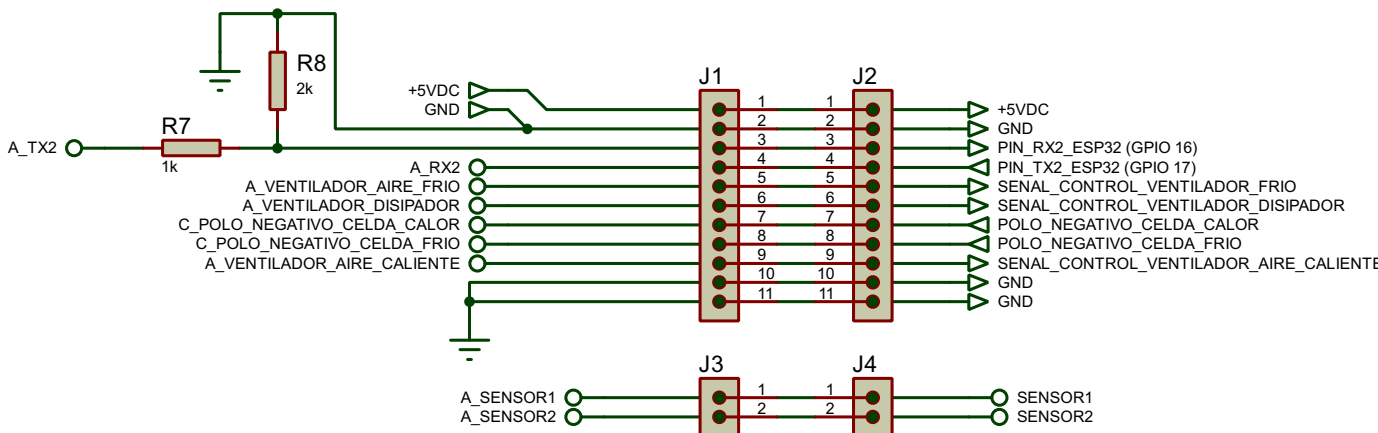 R8
2k
R7
1k
A_TX2
+5VDC
GND
J1
J2
1 1
2 2
3 3
4 4
5 5
6 6
7 7
8 8
9 9
10 10
11 11
A_RX2
A_VENTILADOR_AIRE_FRIO
A_VENTILADOR_DISIPADOR
C_POLO_NEGATIVO_CELDA_CALOR
C_POLO_NEGATIVO_CELDA_FRIO
A_VENTILADOR_AIRE_CALIENTE
+5VDC
GND
PIN_RX2_ESP32 (GPIO 16)
PIN_TX2_ESP32 (GPIO 17)
SENAL_CONTROL_VENTILADOR_FRIO
SENAL_CONTROL_VENTILADOR_DISIPADOR
POLO_NEGATIVO_CELDA_CALOR
POLO_NEGATIVO_CELDA_FRIO
SENAL_CONTROL_VENTILADOR_AIRE_CALIENTE
GND
GND
J3
J4
A_SENSOR1
A_SENSOR2
1 1
2 2
SENSOR1
SENSOR2